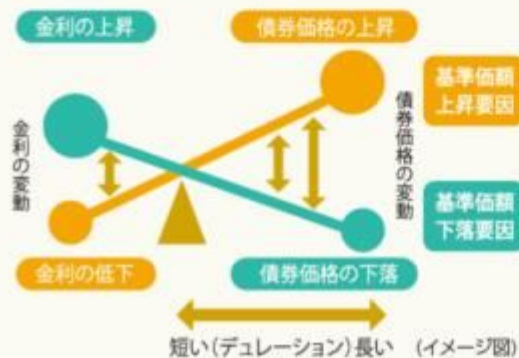 金利の上昇
債券価格の上昇
基準価額
上昇要因
金利の変動
債券価格の変動
基準価額
下落要因
金利の低下
債券価格の下落
短い(デュレーション)長い (イメージ図)